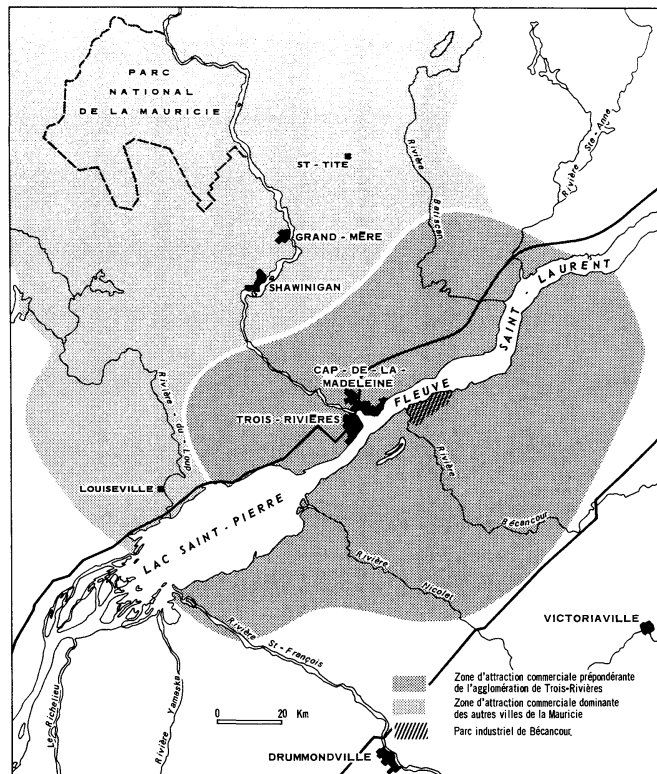 PARC
NATIONAL
DE LA MAURICIE
ST-TITE
Rivière Batiscan
Rivière Ste-Anne
GRAND-MÈRE
SHAWINIGAN
FLEUVE SAINT-LAURENT
CAP-DE-LA-
MADELEINE
TROIS-RIVIÈRES
Rivière-du-Loup
LOUISEVILLE
LAC SAINT-PIERRE
Rivière Bécancour
Rivière Nicolet
Rivière St-François
VICTORIAVILLE
Le Richelieu
Rivière Yamaska
0 20 Km
DRUMMONDVILLE
Zone d'attraction commerciale prépondérante
de l'agglomération de Trois-Rivières
Zone d'attraction commerciale dominante
des autres villes de la Mauricie
Parc industriel de Bécancour